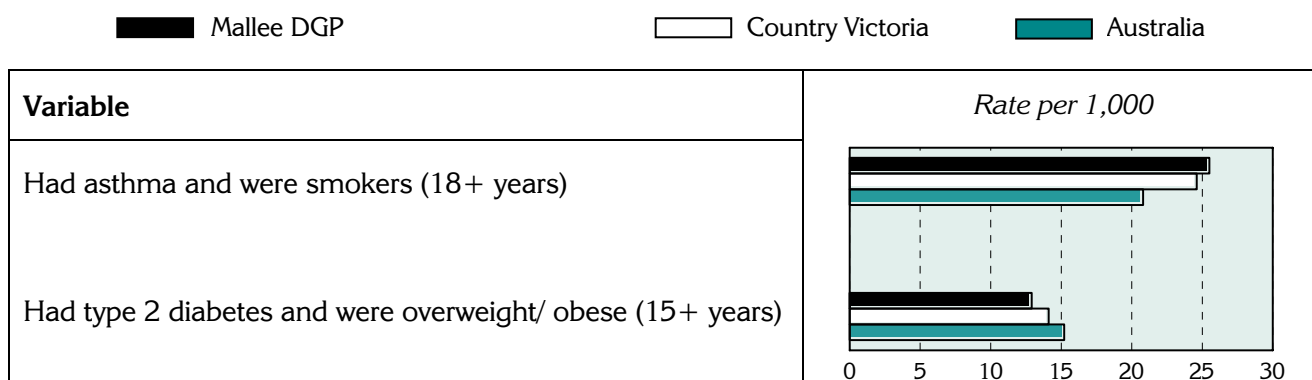 Mallee DGP Country Victoria Australia
Variable Rate per 1,000
Had asthma and were smokers (18+ years)
Had type 2 diabetes and were overweight/ obese (15+ years)
0 5 10 15 20 25 30